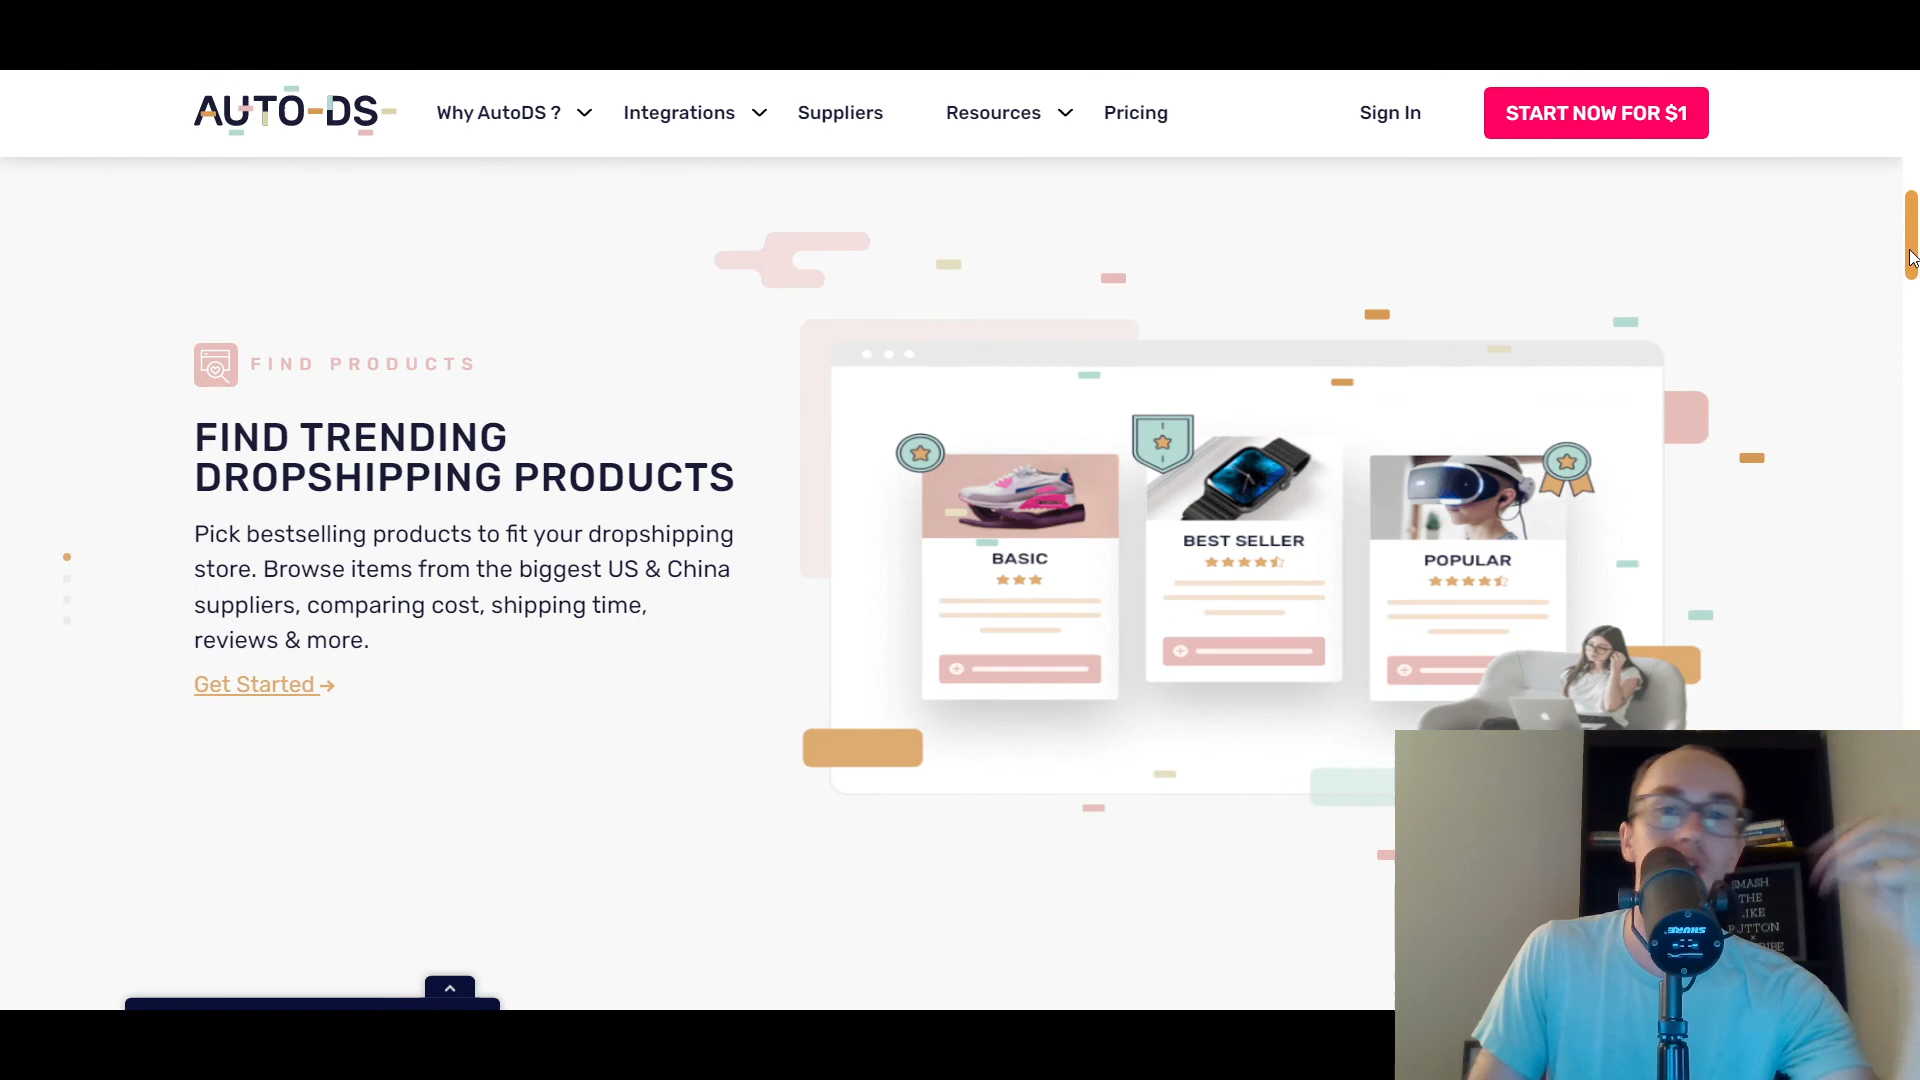 AUTO-DS
Why AutoDS ?
Integrations
Suppliers
Resources
Pricing
Sign In
START NOW FOR $1
FIND PRODUCTS
FIND TRENDING
DROPSHIPPING PRODUCTS
Pick bestselling products to fit your dropshipping
store. Browse items from the biggest US & China
suppliers, comparing cost, shipping time,
reviews & more.
Get Started
BASIC
BEST SELLER
POPULAR
SMASH
THE
SHURE